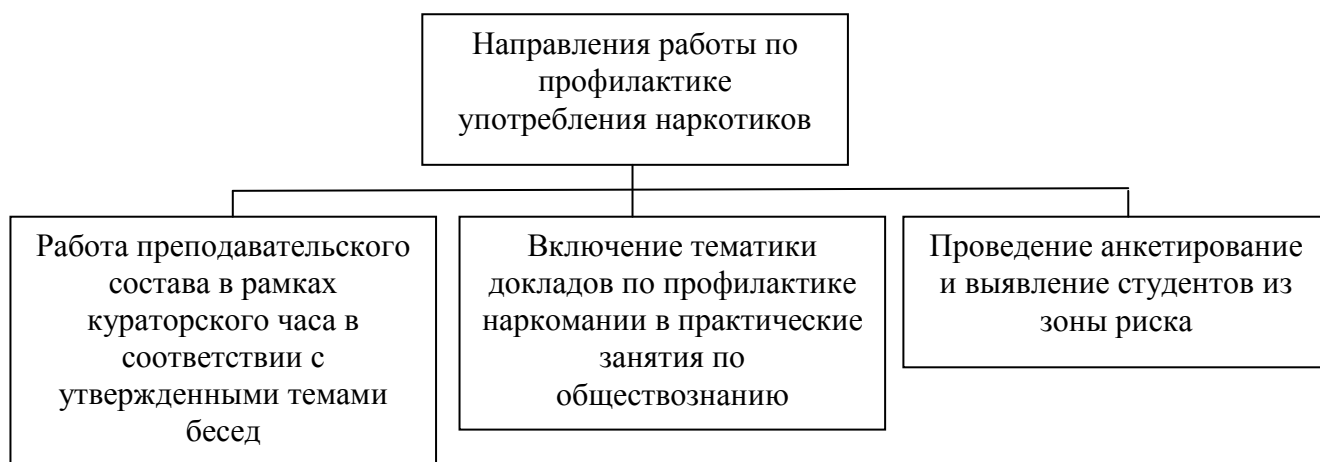 Направления работы по
профилактике
употребления наркотиков
Работа преподавательского
состава в рамках
кураторского часа в
соответствии с
утвержденными темами
бесед
Включение тематики
докладов по профилактике
наркомании в практические
занятия по
обществознанию
Проведение анкетирование
и выявление студентов из
зоны риска